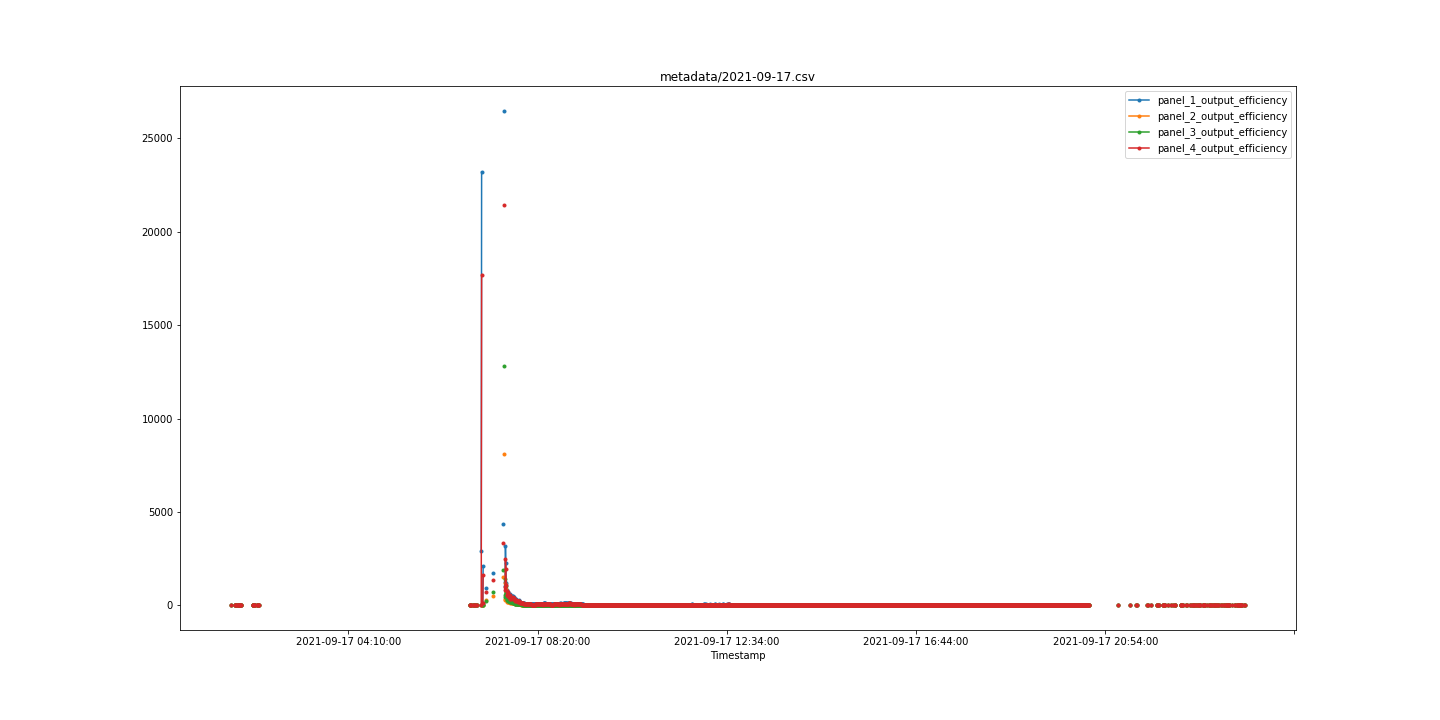 metadata/2021-09-17.csv
panel_1_output_efficiency
panel_2_output_efficiency
panel_3_output_efficiency
panel_4_output_efficiency
25000
20000
15000
10000
5000
0
2021-09-17 04:10:00
2021-09-17 08:20:00
2021-09-17 12:34:00
2021-09-17 16:44:00
2021-09-17 20:54:00
Timestamp